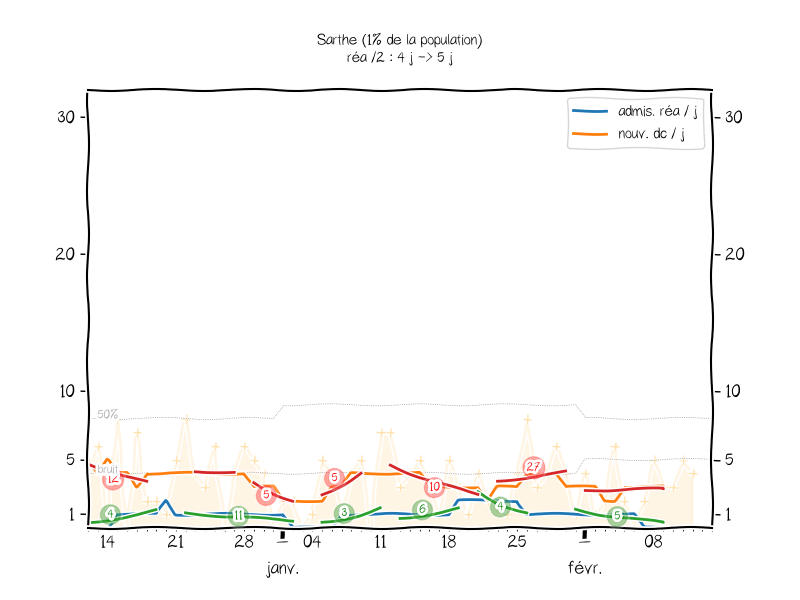 Sarthe (1% de la population)
réa /2 : 4 j -> 5 j
admis. réa / j
nouv. dc / j
30 30
20 20
10 10
50%
5 bruit 5
12 5 5 10 27
1 4 11 3 6 4 5 1
14 21 28 1 04 11 18 25 1 08
janv. févr.